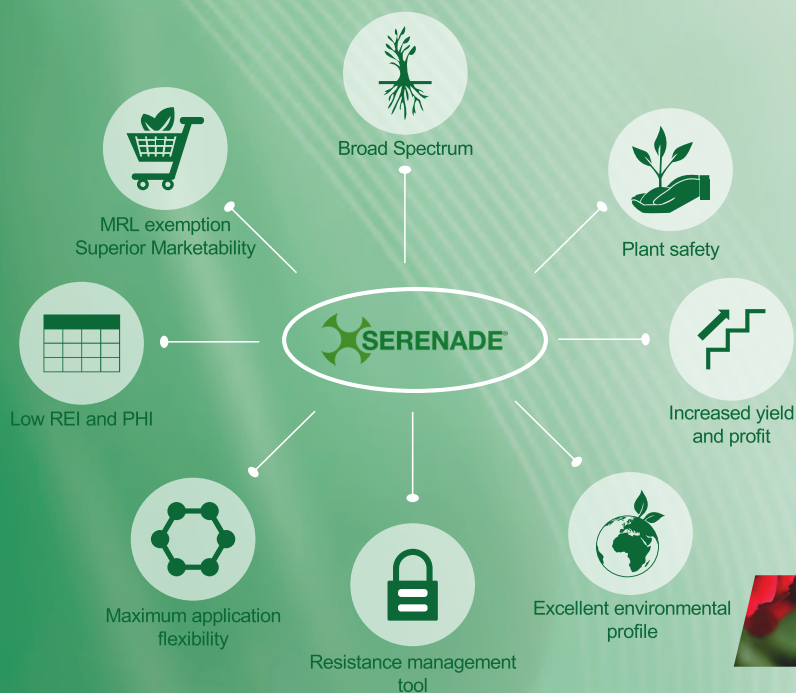 Broad Spectrum
MRL exemption
Superior Marketability
Plant safety
SERENADE®
Low REI and PHI
Increased yield
and profit
Maximum application
flexibility
Excellent environmental
profile
Resistance management
tool